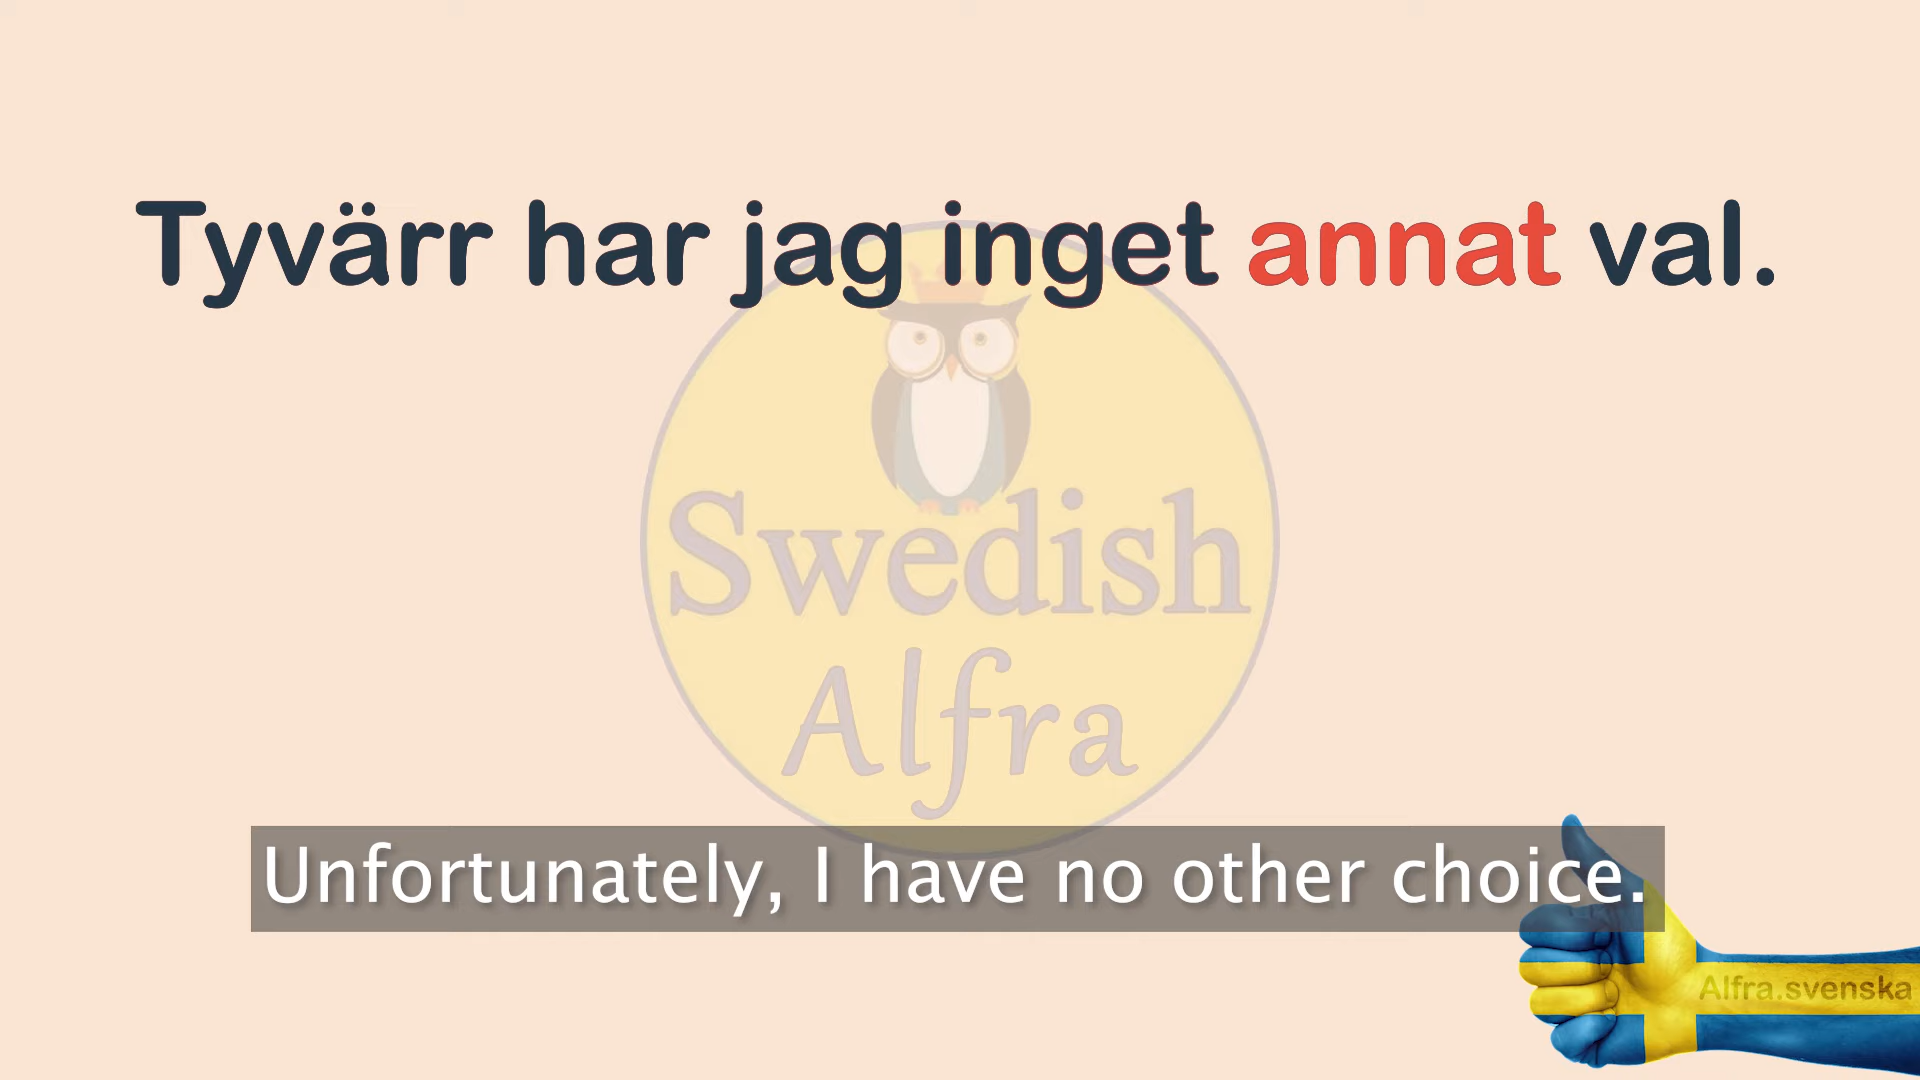 Tyvärr har jag inget annat val.
Swedish
Alfra
Unfortunately, I have no other choice.
Alfra.svenska